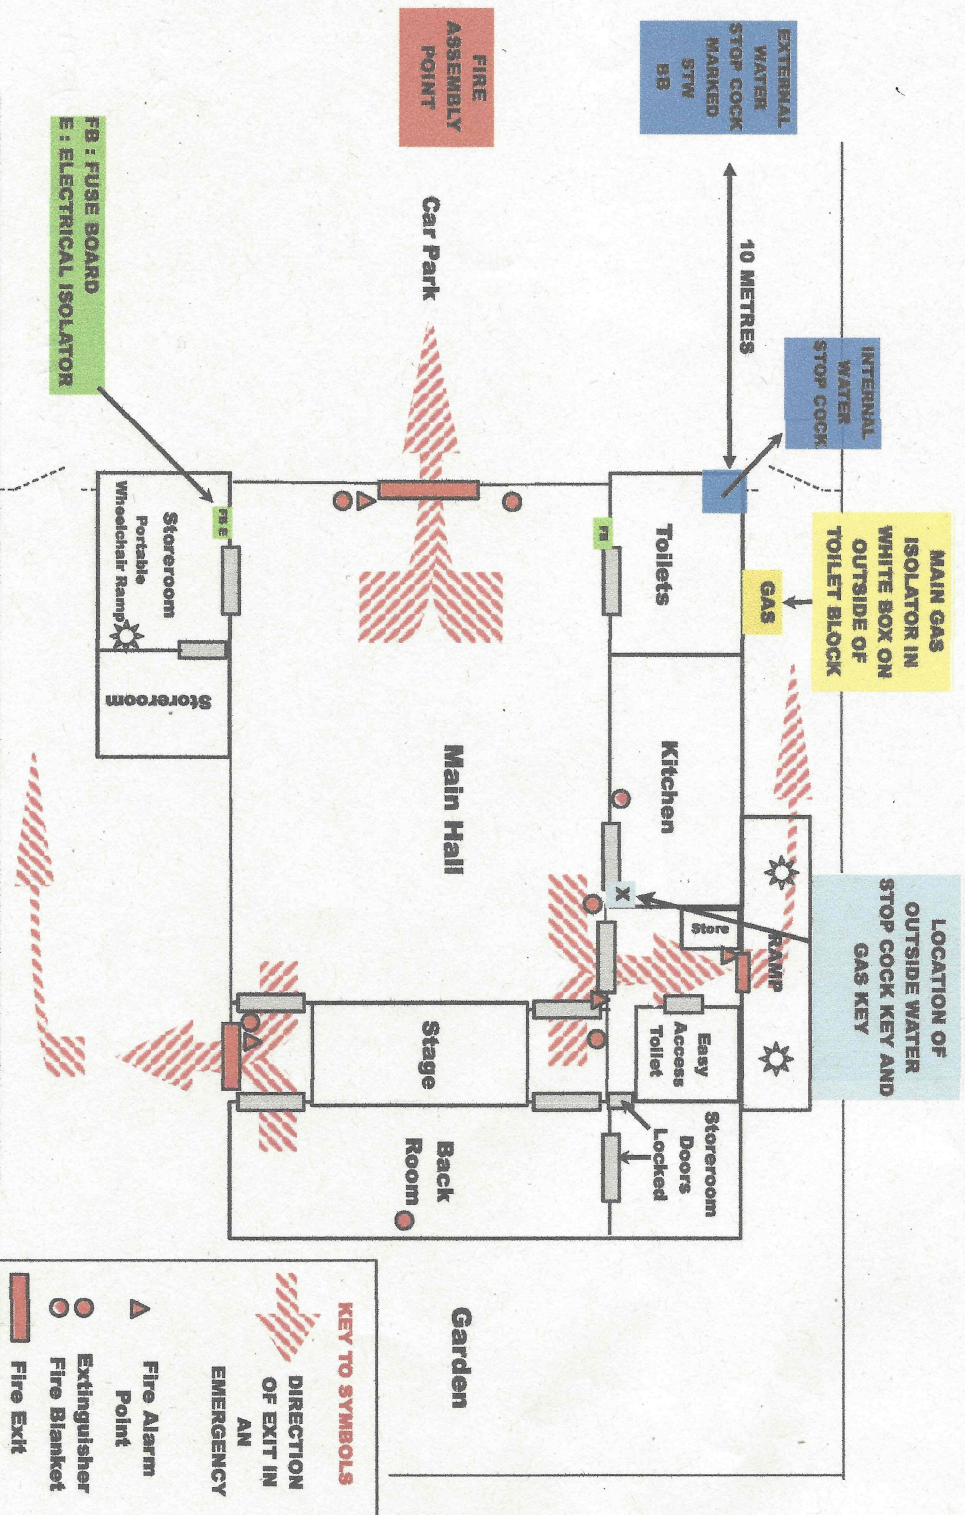 EXTERNAL
WATER
STOP COCK
MARKED
STW
BB
FIRE
ASSEMBLY
POINT
FB : FUSE BOARD
E : ELECTRICAL ISOLATOR
Car Park
10 METRES
INTERNAL
WATER
STOP COCK
MAIN GAS
ISOLATOR IN
WHITE BOX ON
OUTSIDE OF
TOILET BLOCK
GAS
LOCATION OF
OUTSIDE WATER
STOP COCK KEY AND
GAS KEY
Toilets
FB
FB E
Storeroom
Portable
Wheelchair Ramp
Storeroom
Kitchen
Main Hall
X
Store
RAMP
Easy
Access
Toilet
Stage
Storeroom
Doors
Locked
Back
Room
Garden
KEY TO SYMBOLS
DIRECTION
OF EXIT IN
AN
EMERGENCY
Fire Alarm
Point
Extinguisher
Fire Blanket
Fire Exit